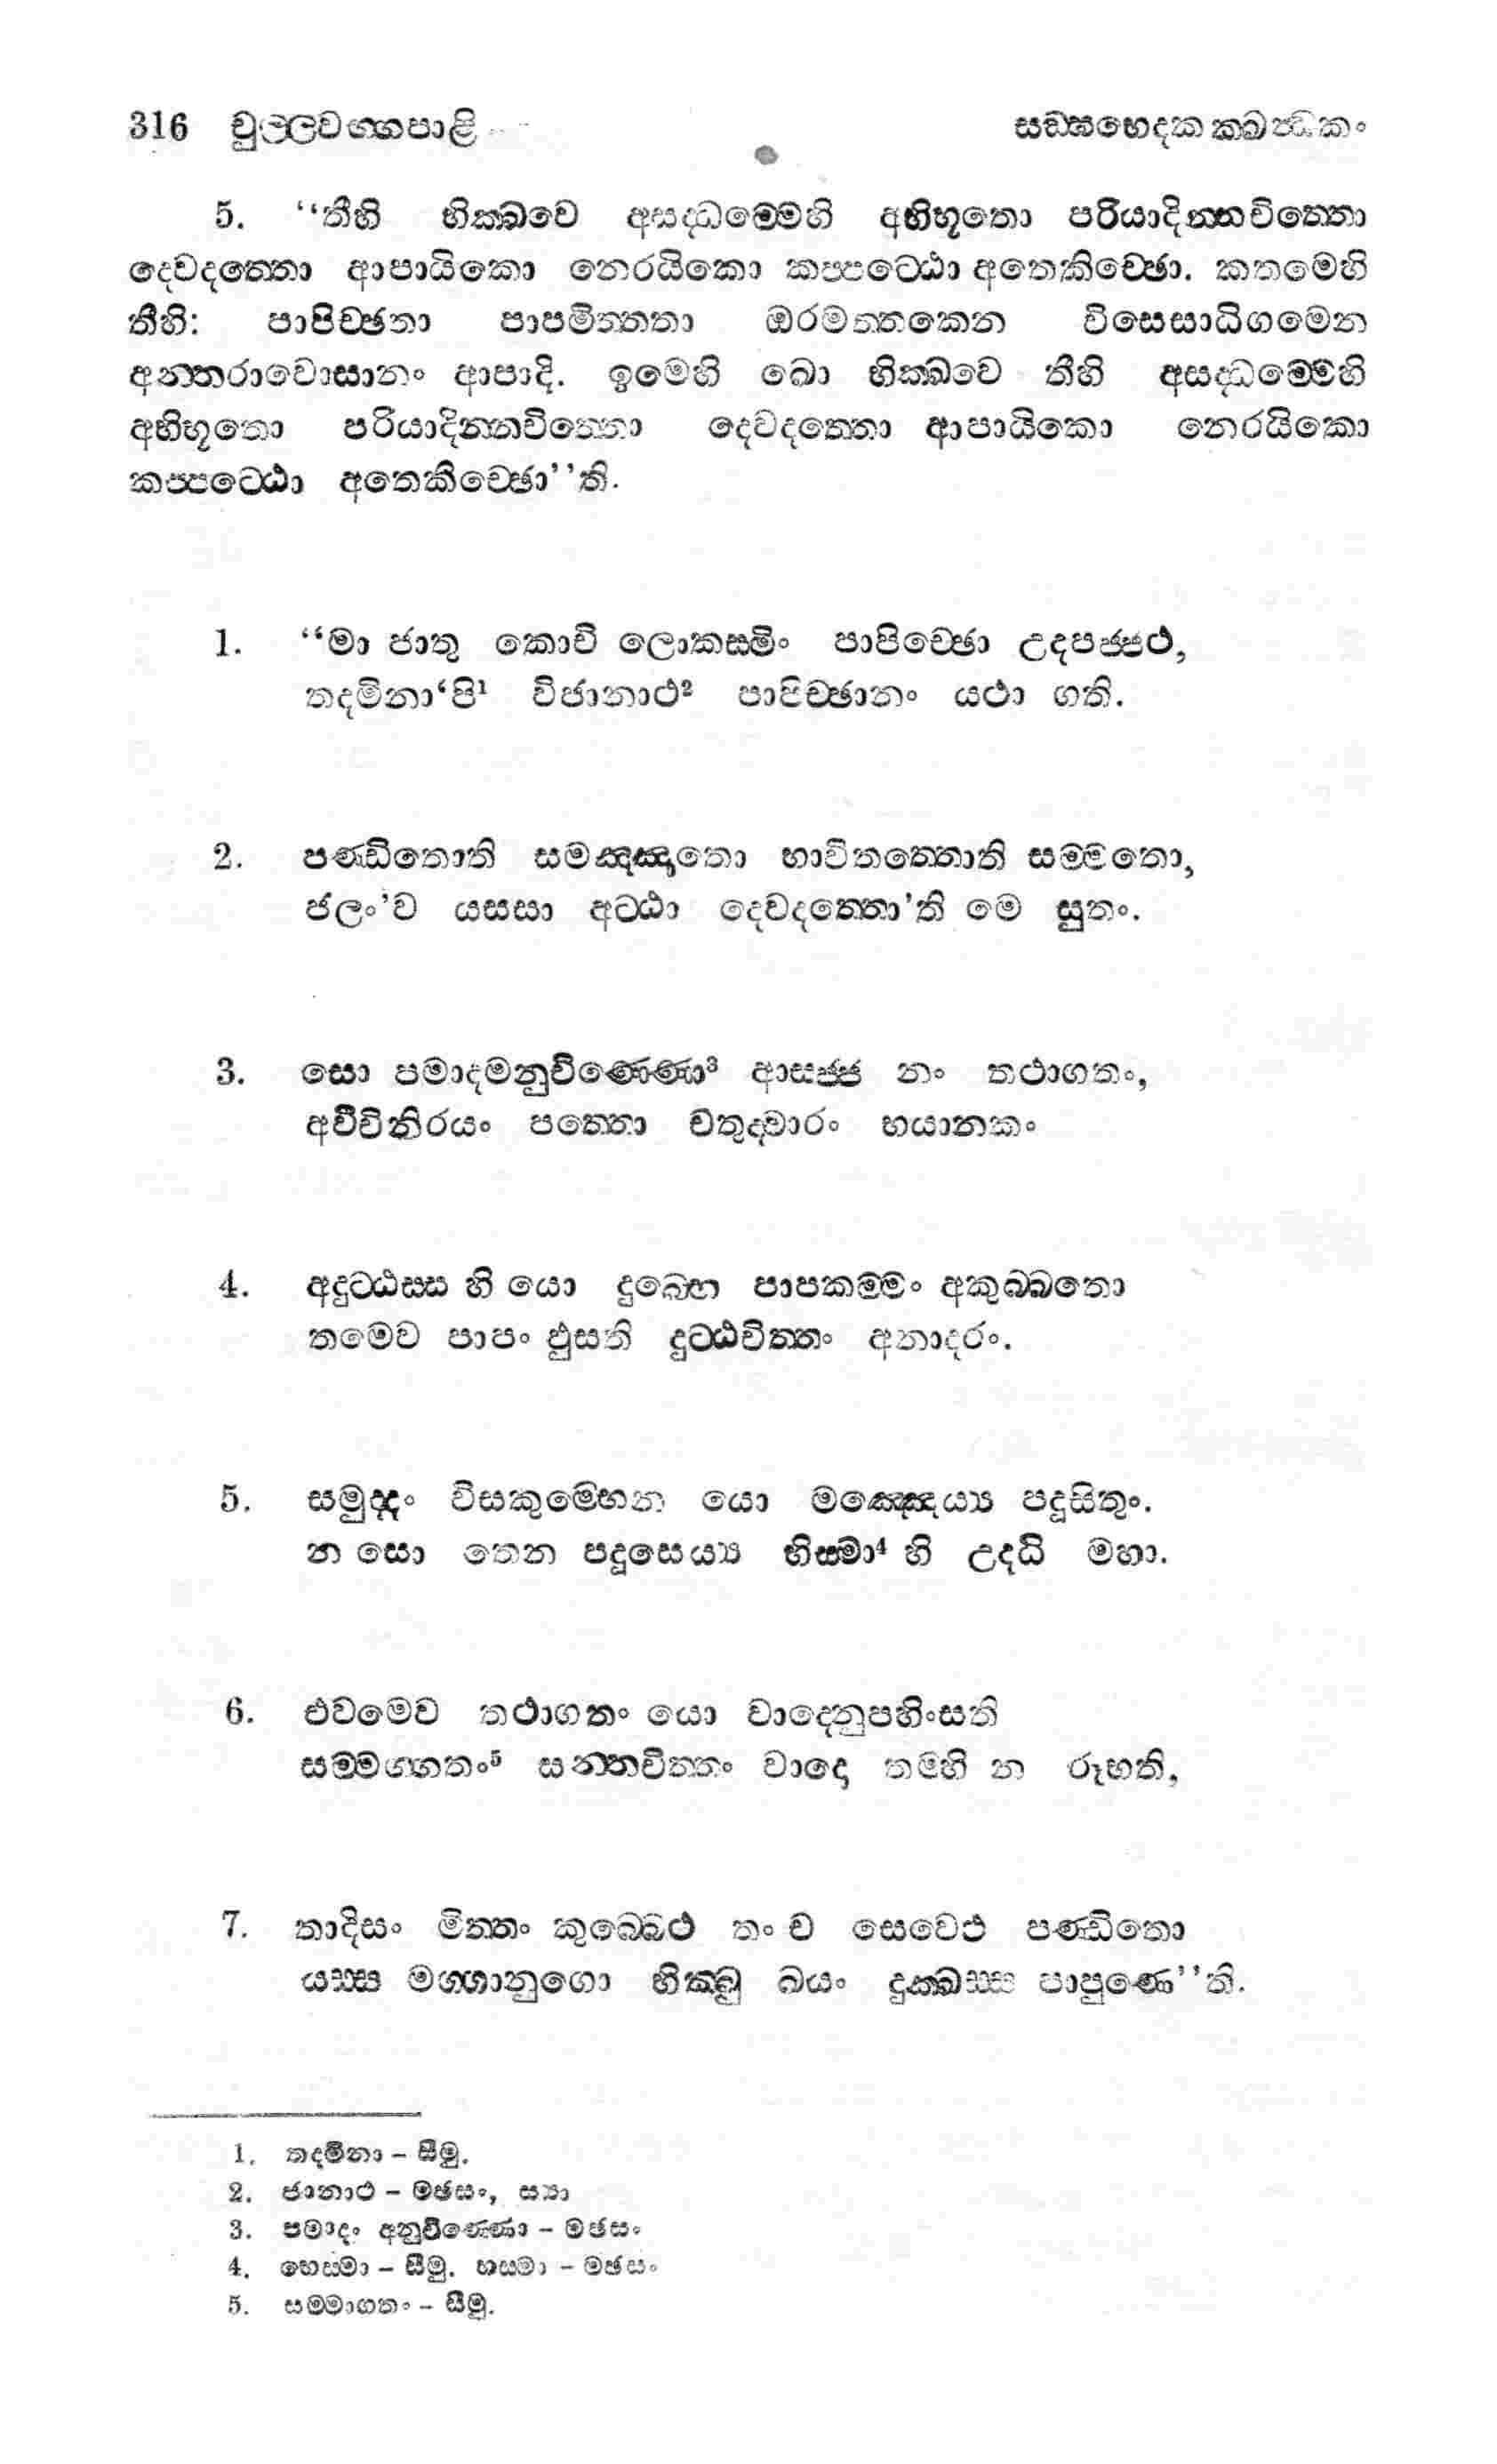 316 චුල්ලවග්ගපාළි සඞ්ඝභෙදකක්ඛන්ධකං
5. “තීහි භික්ඛවෙ අසද්ධම්මෙහි අභිභූතො පරියාදින්නචිත්තො
දෙවදත්තො ආපායිකො නෙරයිකො කප්පට්ඨො අතෙකිච්ඡො. කතමෙහි
තීහි: පාපිච්ඡතා පාපමිත්තතා ඔරමත්තකෙන විසෙසාධිගමෙන
අන්තරාවොසානං ආපාදි. ඉමෙහි ඛො භික්ඛවෙ තීහි අසද්ධම්මෙහි
අභිභූතො පරියාදින්නචිත්තො දෙවදත්තො ආපායිකො නෙරයිකො
කප්පට්ඨො අතෙකිච්ඡො’’ති.
1. “මා ජාතු කොචි ලොකස්මිං පාපිච්ඡො උදපජ්ජථ,
තදමිනා‘පි¹ විජානාථ² පාපිච්ඡානං යථා ගති.
2. පණ්ඩිතොති සමඤ්ඤාතො භාවිතත්තොති සම්මතො,
ජලං’ව යසසා අට්ඨා දෙවදත්තො’ති මෙ සුතං.
3. සො පමාදමනුචිණ්ණො³ ආසජ්ජ නං තථාගතං,
අවීචිනිරයං පත්තො චතුද්වාරං භයානකං
4. අදුට්ඨස්ස හි යො දුබ්භෙ පාපකම්මං අකුබ්බතො
තමෙව පාපං ඵුසති දුට්ඨචිත්තං අනාදරං.
5. සමුද්දං විසකුම්භෙන යො මඤ්ඤෙය්‍ය පදූසිතුං.
න සො තෙන පදූසෙය්‍ය භිස්මා⁴ හි උදධි මහා.
6. එවමෙව තථාගතං යො වාදෙනුපහිංසති
සම්මග්ගතං⁵ සන්තචිත්තං වාදො තම්හි න රූහති,
7. තාදිසං මිත්තං කුබ්බෙථ තං ච සෙවෙථ පණ්ඩිතො
යස්ස මග්ගානුගො භික්ඛු ඛයං දුක්ඛස්ස පාපුණෙ’’ති.
1. තදමිනා – සීමු.
2. ජානාථ – මඡසං, ස්‍යා
3. පමාදං අනුචිණ්ණො – මඡසං
4. භෙස්මා – සීමු. භස්මා – මඡසං
5. සම්මාගතං – සීමු.